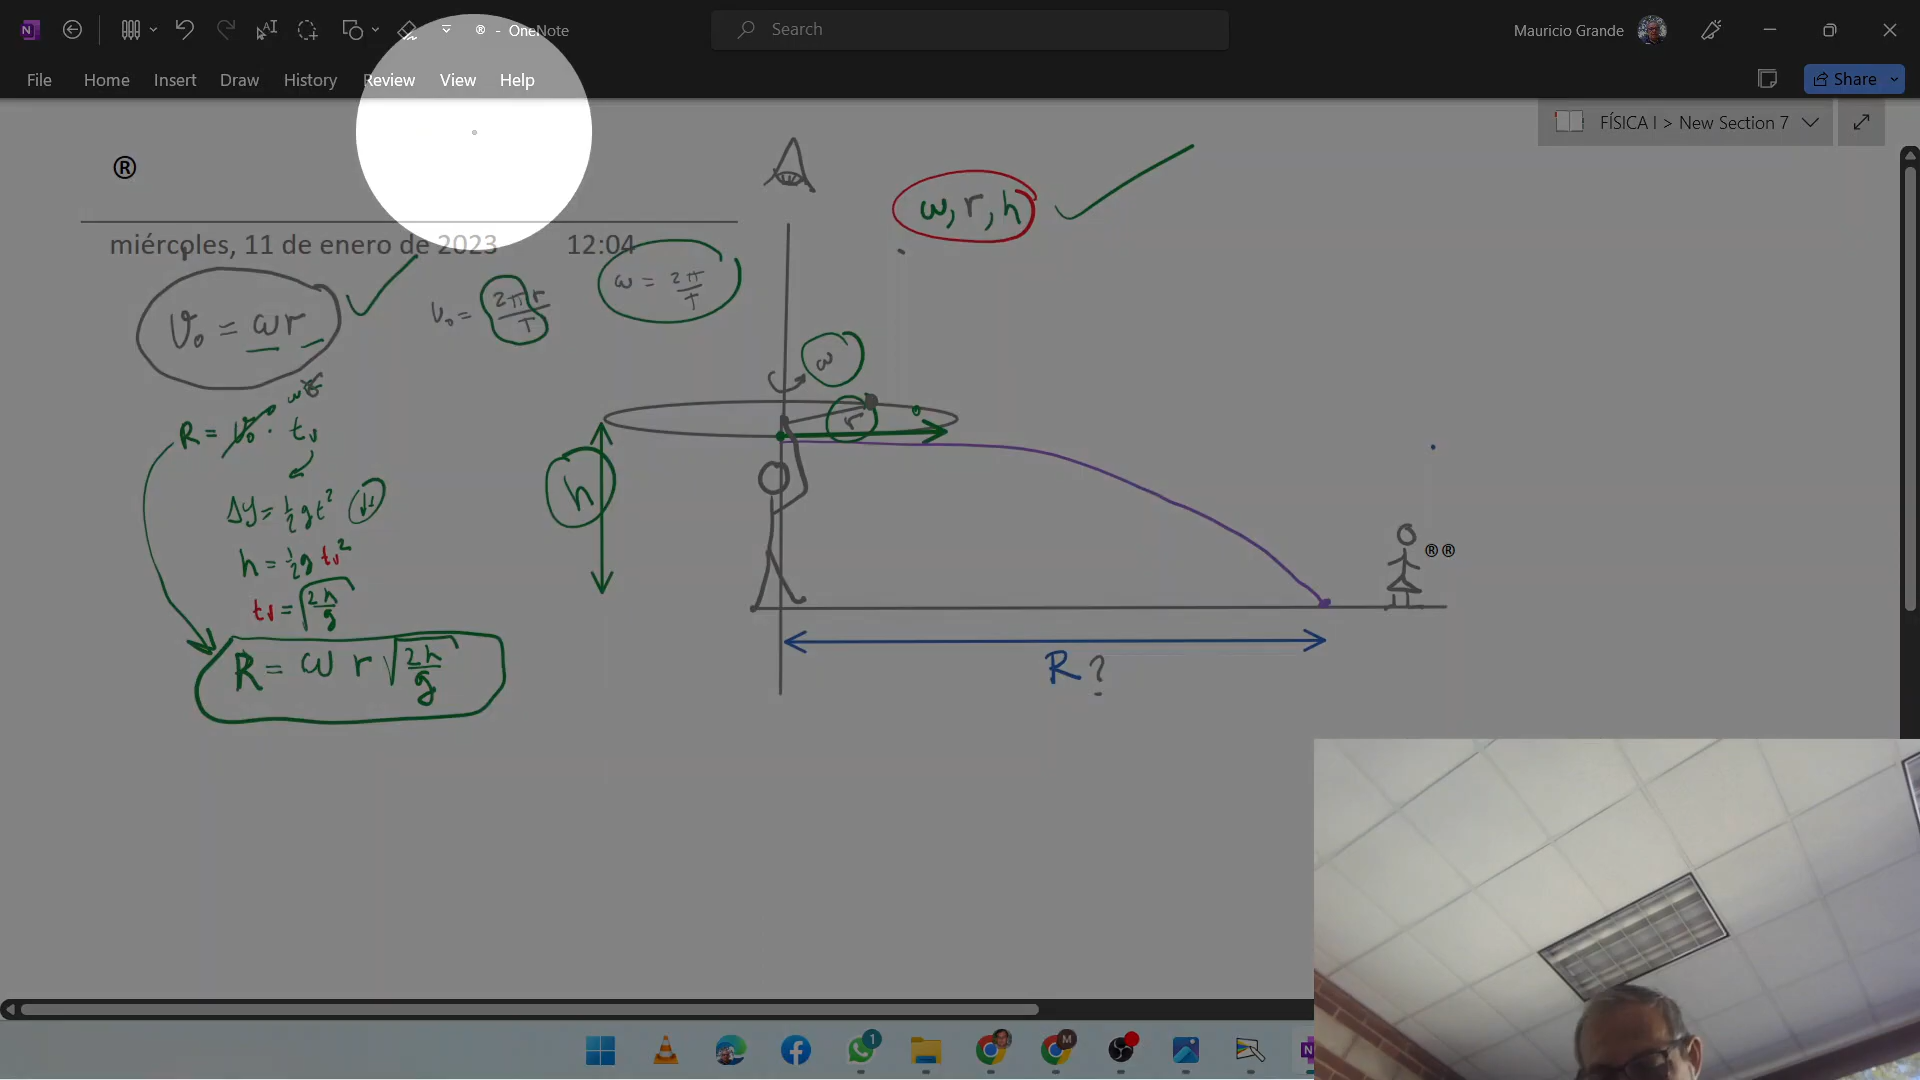 ® - OneNote
Search
Mauricio Grande
File Home Insert Draw History Review View Help
Share
FÍSICA I > New Section 7
®
miércoles, 11 de enero de 2023 12:04
ω, r, h
v₀ = ωr
v₀ = 2πr/T
ω = 2π/T
ω
r
R = v₀ · tᵥ
ωr
h
Δy = ½gt² (↓+)
h = ½g tᵥ²
tᵥ = √(2h/g)
R = ω r √(2h/g)
®®
R?
1
M
N